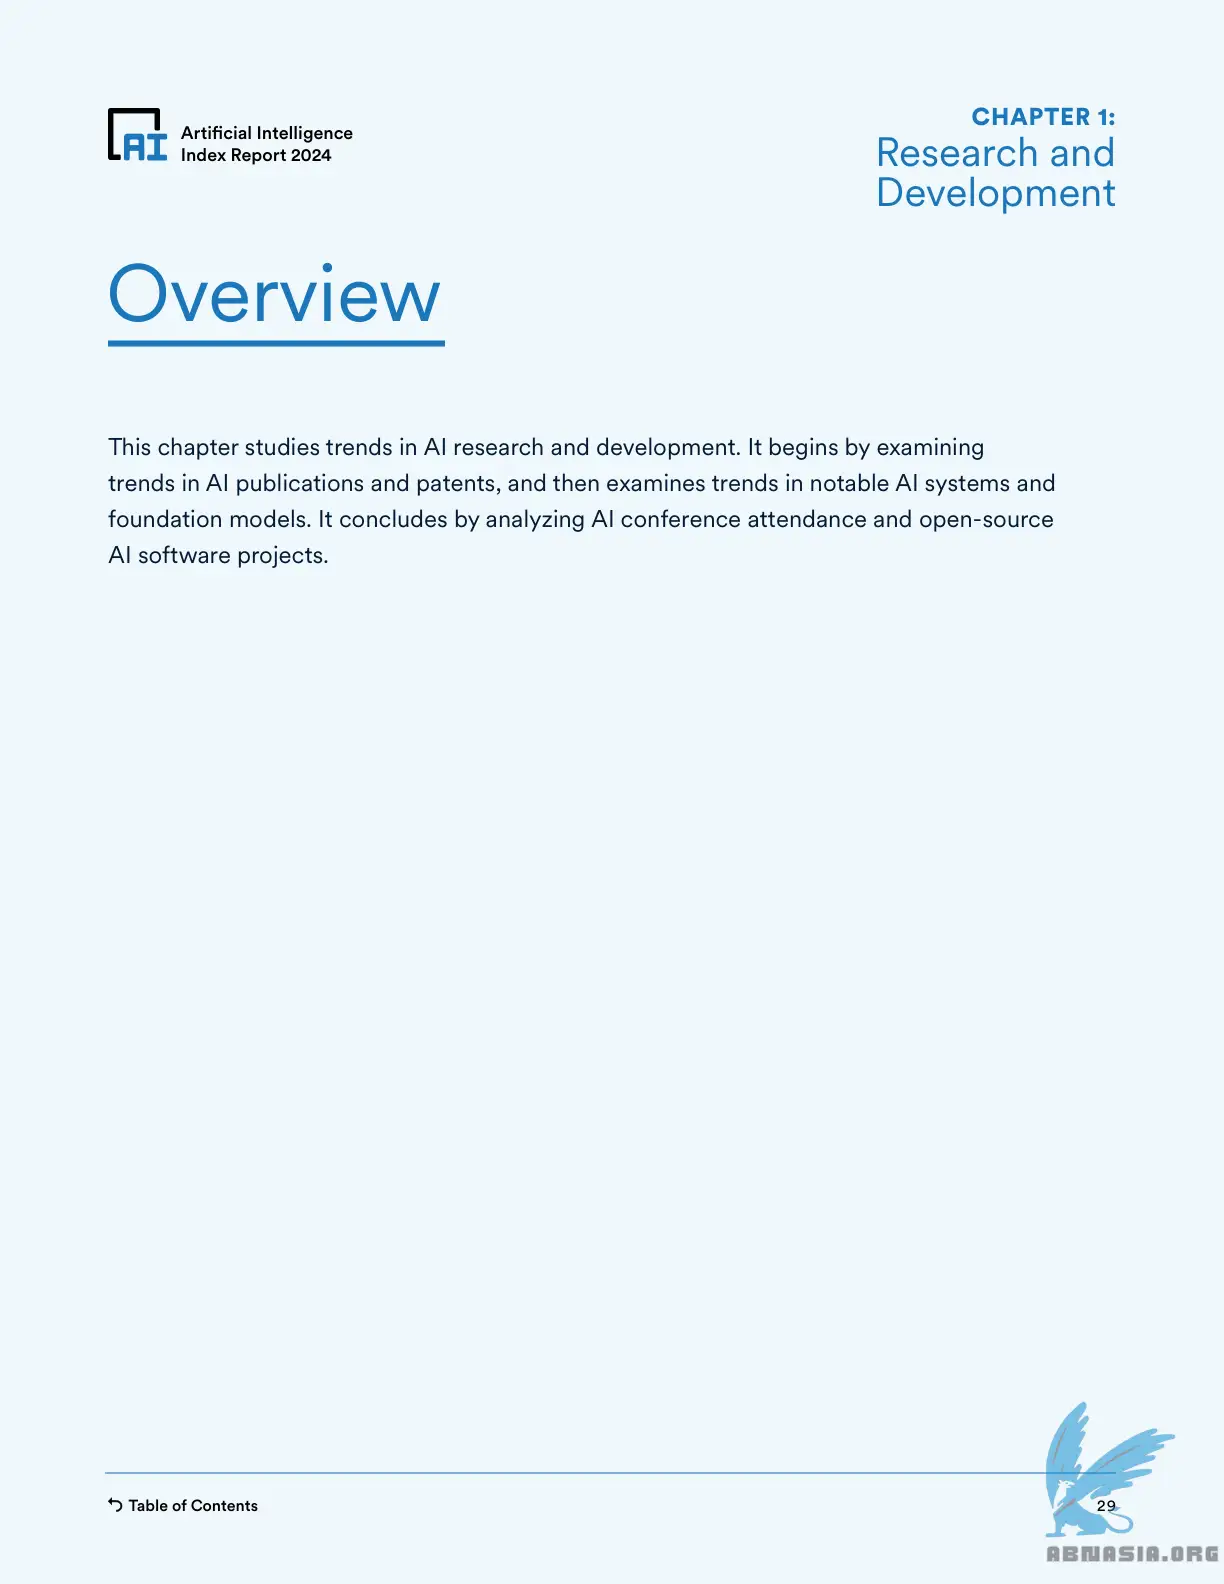 AI
Artificial Intelligence
Index Report 2024
CHAPTER 1:
Research and
Development
Overview
This chapter studies trends in AI research and development. It begins by examining
trends in AI publications and patents, and then examines trends in notable AI systems and
foundation models. It concludes by analyzing AI conference attendance and open-source
AI software projects.
Table of Contents
29
ABNASIA.ORG